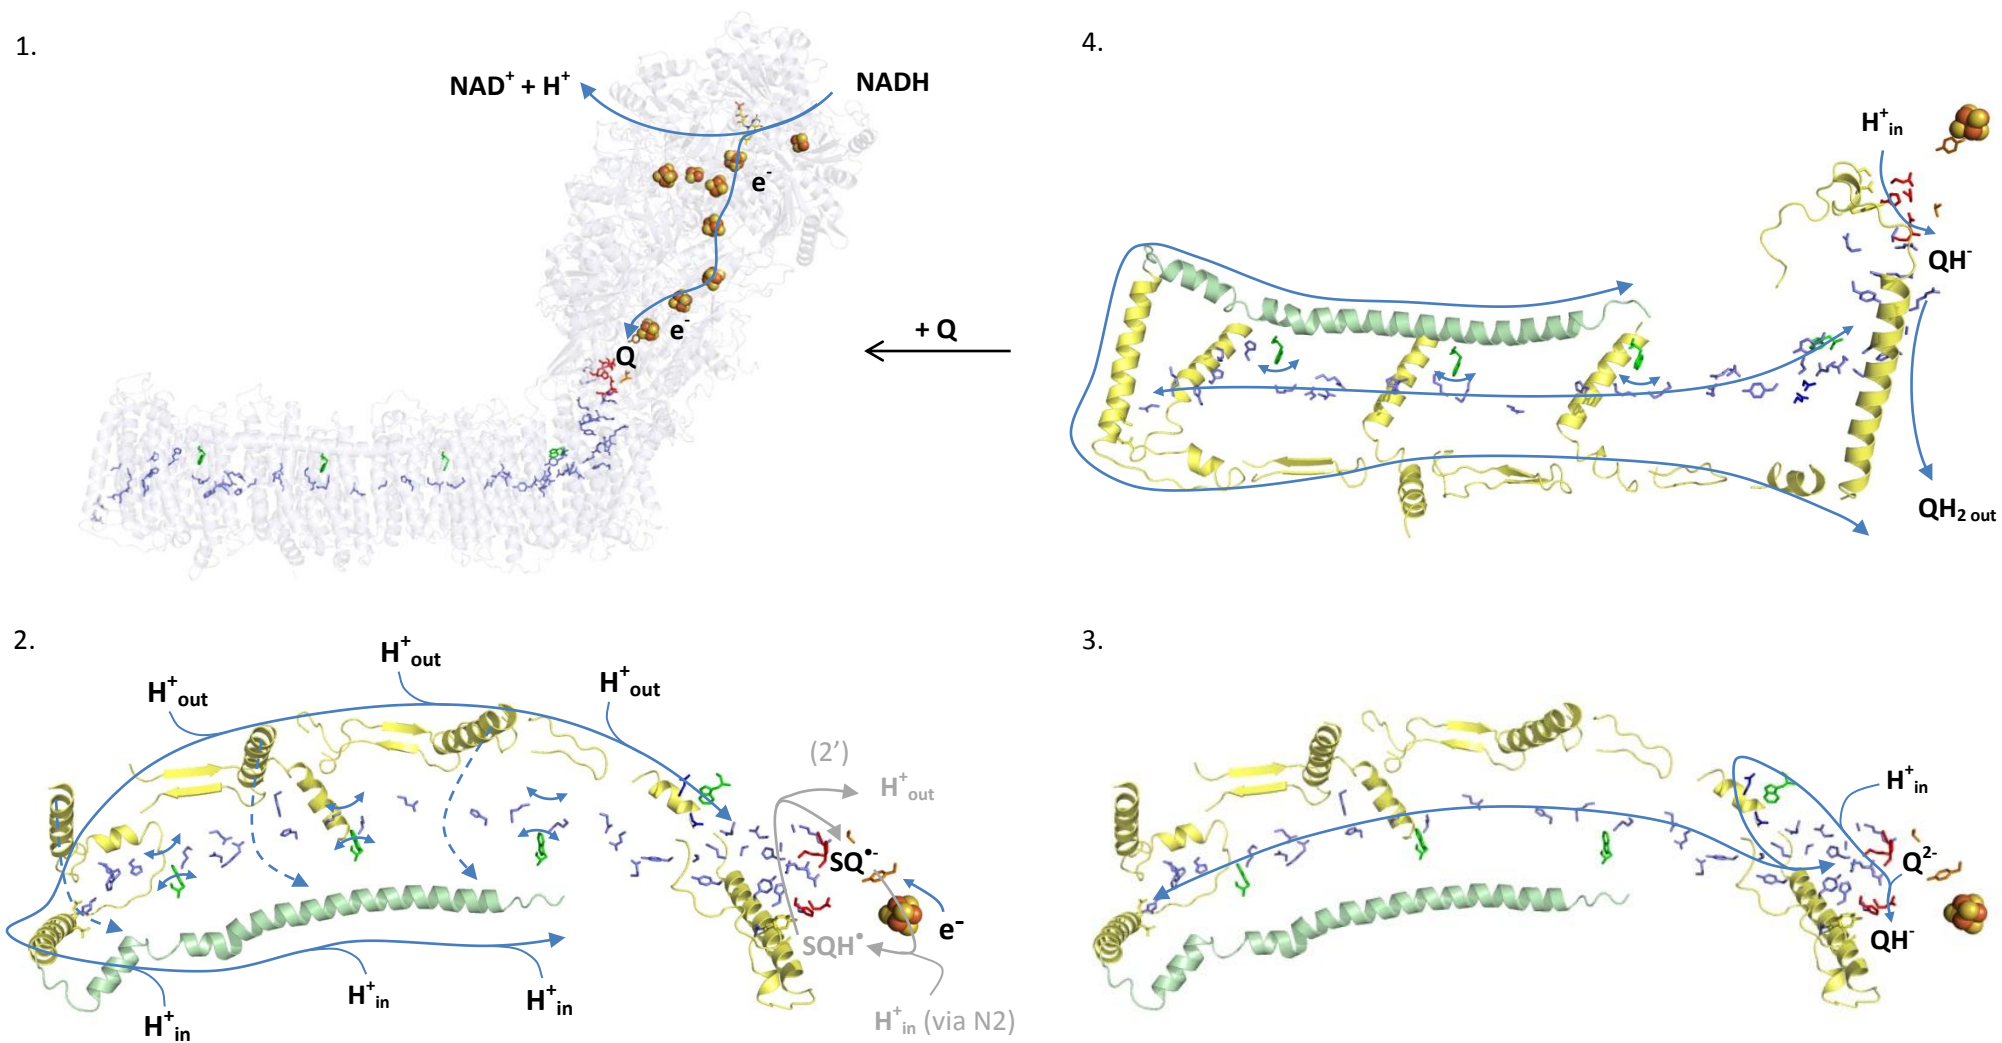 1.
NAD⁺ + H⁺
NADH
e⁻
e⁻
Q
+ Q
4.
H⁺in
QH⁻
QH₂ out
2.
H⁺out
H⁺out
H⁺out
(2’)
H⁺out
SQ•⁻
e⁻
SQH•
H⁺in (via N2)
H⁺in
H⁺in
H⁺in
3.
H⁺in
Q²⁻
QH⁻